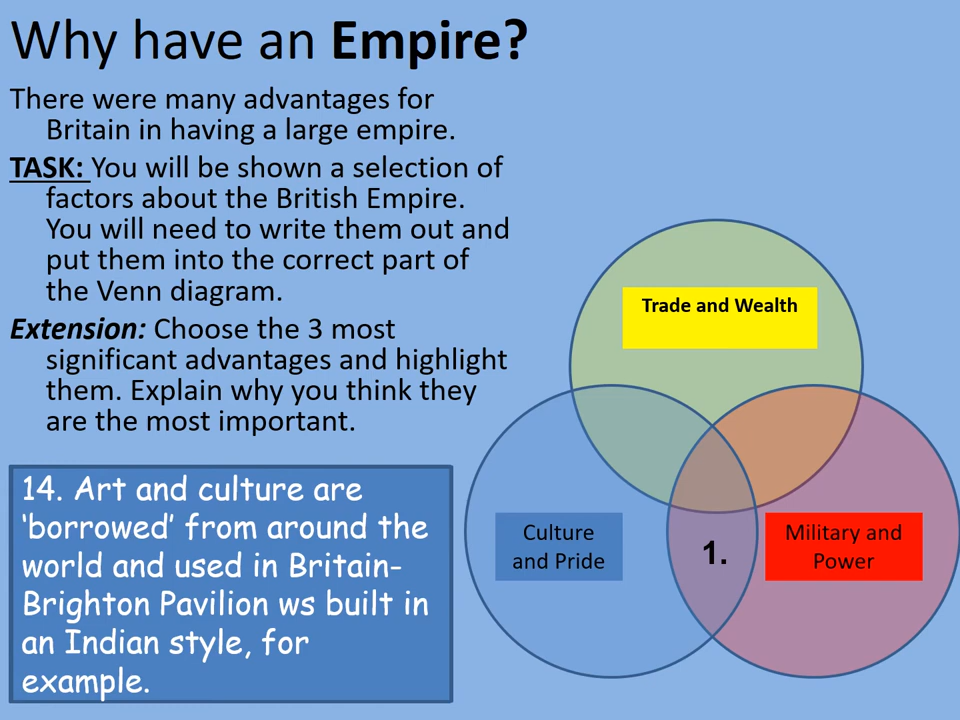 Why have an Empire?
There were many advantages for
Britain in having a large empire.
TASK: You will be shown a selection of
factors about the British Empire.
You will need to write them out and
put them into the correct part of
the Venn diagram.
Extension: Choose the 3 most
significant advantages and highlight
them. Explain why you think they
are the most important.
14. Art and culture are
‘borrowed’ from around the
world and used in Britain-
Brighton Pavilion ws built in
an Indian style, for
example.
Trade and Wealth
Culture
and Pride
1.
Military and
Power